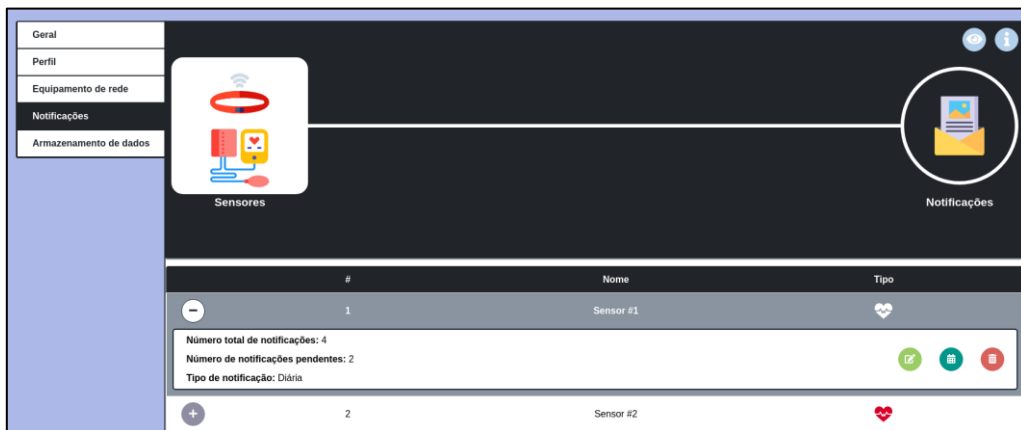 Geral
Perfil
Equipamento de rede
Notificações
Armazenamento de dados
Sensores
Notificações
# Nome Tipo
1 Sensor #1
Número total de notificações: 4
Número de notificações pendentes: 2
Tipo de notificação: Diária
2 Sensor #2